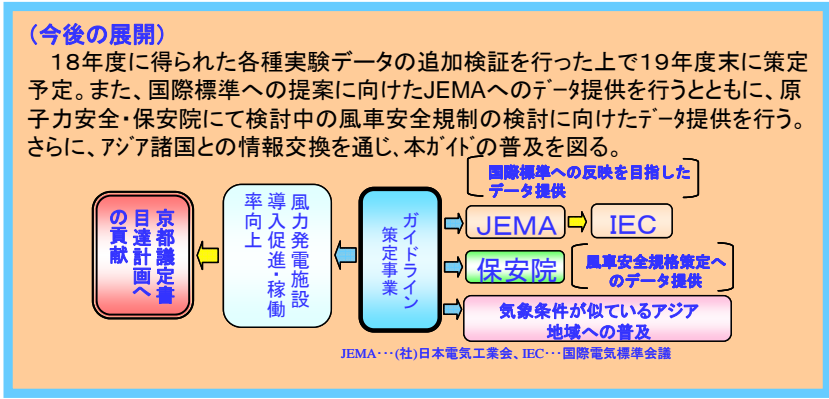 (今後の展開)
 18年度に得られた各種実験データの追加検証を行った上で19年度末に策定
予定。また、国際標準への提案に向けたJEMAへのデータ提供を行うとともに、原
子力安全・保安院にて検討中の風車安全規制の検討に向けたデータ提供を行う。
さらに、アジア諸国との情報交換を通じ、本ガイドの普及を図る。
京都議定書
目達計画へ
の貢献
風力発電施設
導入促進・稼働
率向上
ガイドライン
策定事業
国際標準への反映を目指した
データ提供
JEMA
IEC
保安院
風車安全規格策定へ
のデータ提供
気象条件が似ているアジア
地域への普及
JEMA・・・(社)日本電気工業会、IEC・・・国際電気標準会議